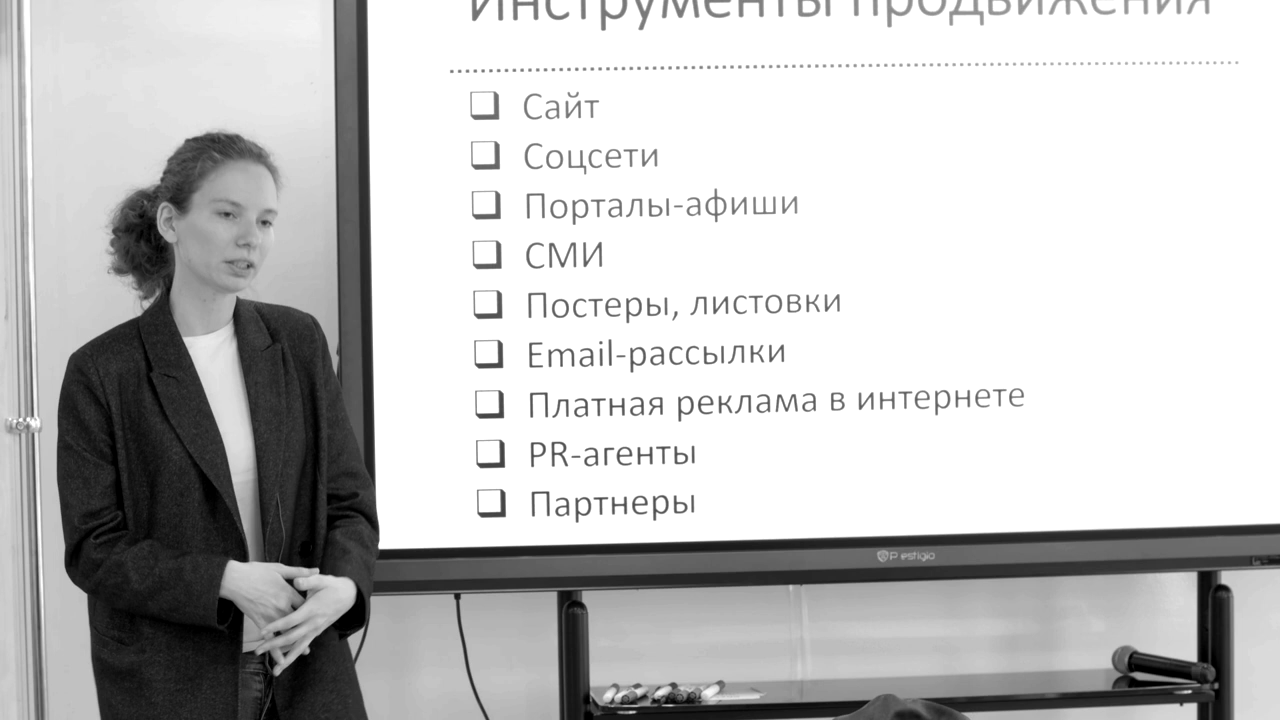 Инструменты продвижения
Сайт
Соцсети
Порталы-афиши
СМИ
Постеры, листовки
Email-рассылки
Платная реклама в интернете
PR-агенты
Партнеры
Prestigio